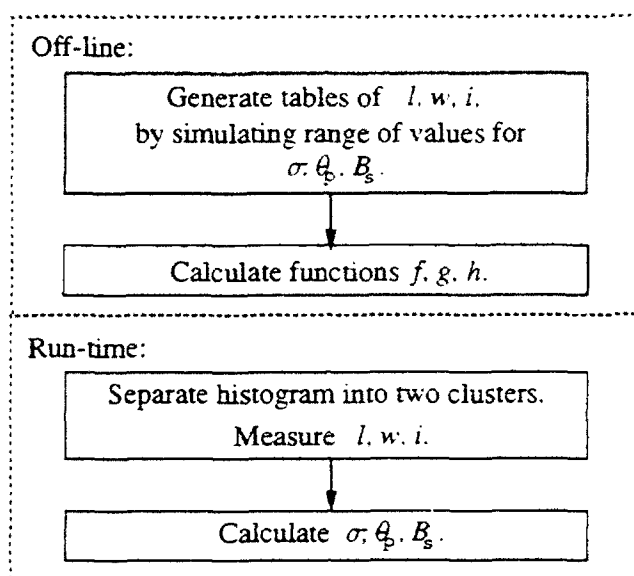 Off-line:
Generate tables of l, w, i,
by simulating range of values for
σ, θp, Bs.
Calculate functions f, g, h.
Run-time:
Separate histogram into two clusters.
Measure l, w, i.
Calculate σ, θp, Bs.